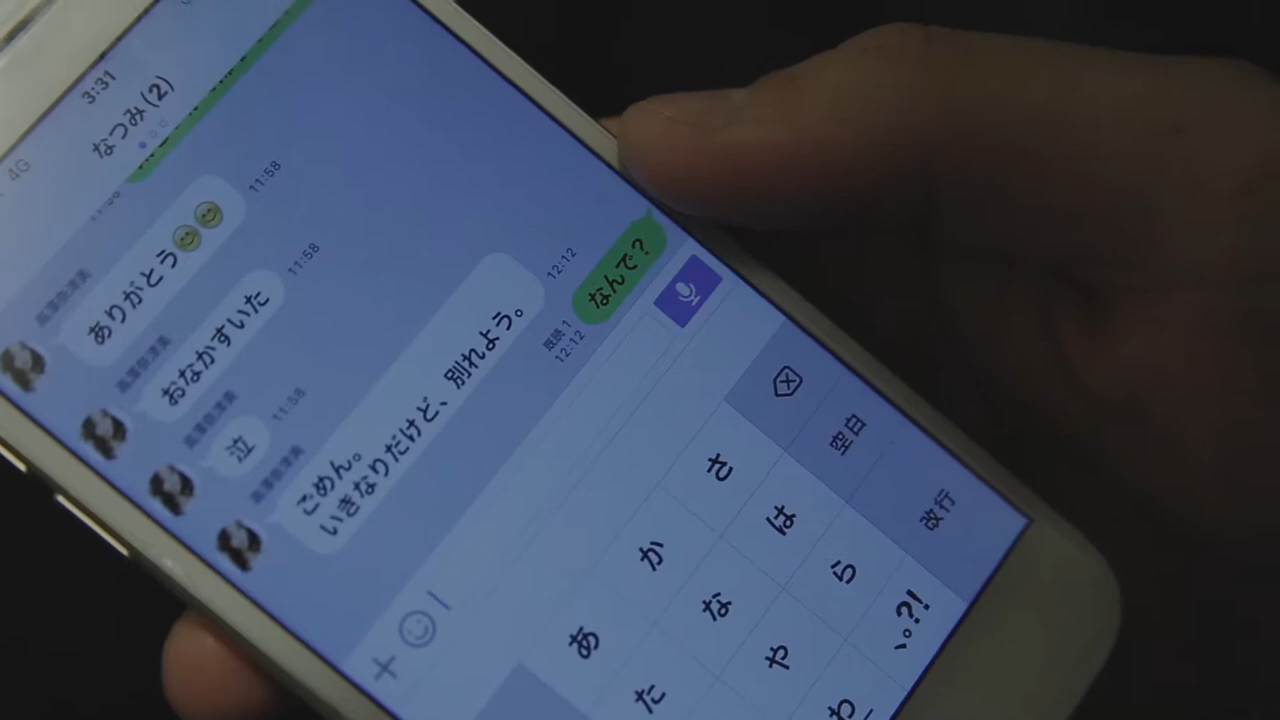 3:31
4G
なつみ(2)
ありがとう
11:58
おなかすいた
11:58
泣
11:58
ごめん。
いきなりだけど、別れよう。
12:12
なんで?
既読 1
12:12
さ
空白
か
は
改行
あ
な
ら
た
や
、。?!
わ